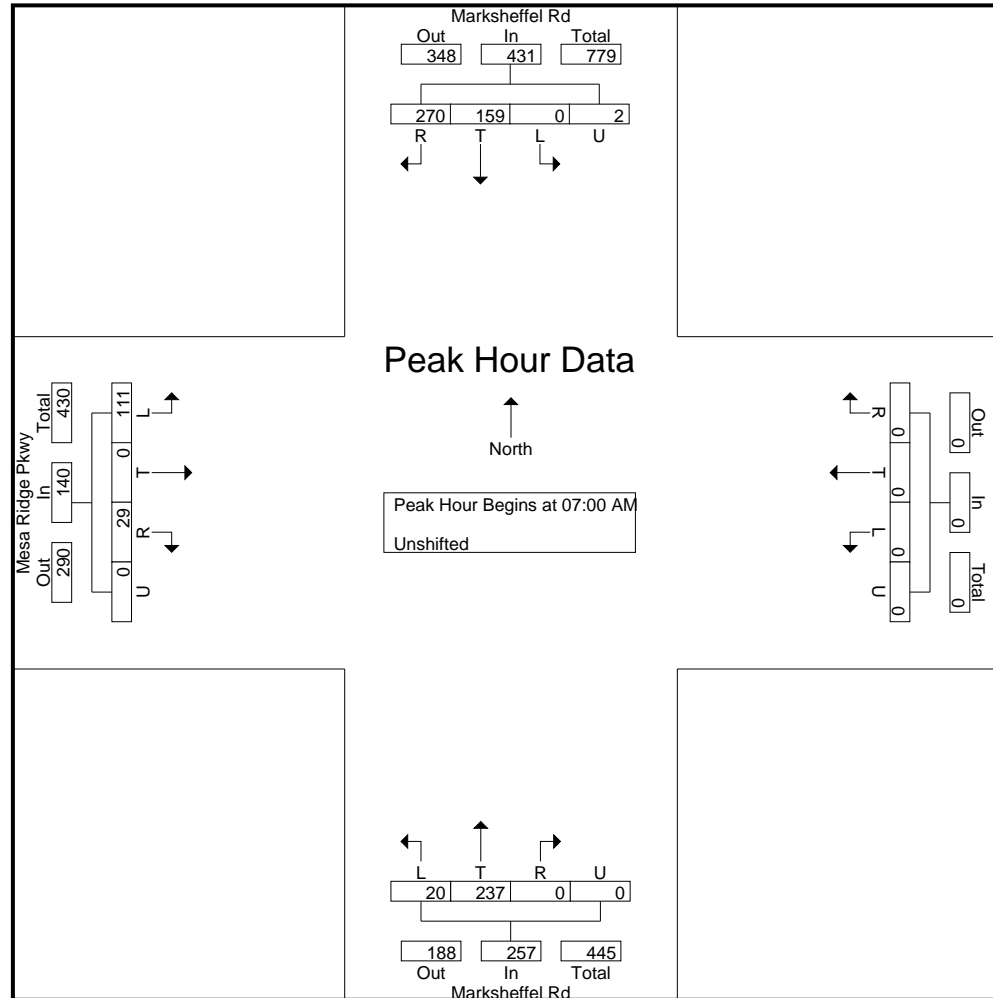 Marksheffel Rd
Out In Total
348 431 779
270 159 0 2
R T L U
Peak Hour Data
North
Peak Hour Begins at 07:00 AM
Unshifted
Mesa Ridge Pkwy
Out In Total
290 140 430
0 29 0 111
U R T L
Out In Total
0 0 0
0 0 0 0
R T L U
L T R U
20 237 0 0
188 257 445
Out In Total
Marksheffel Rd